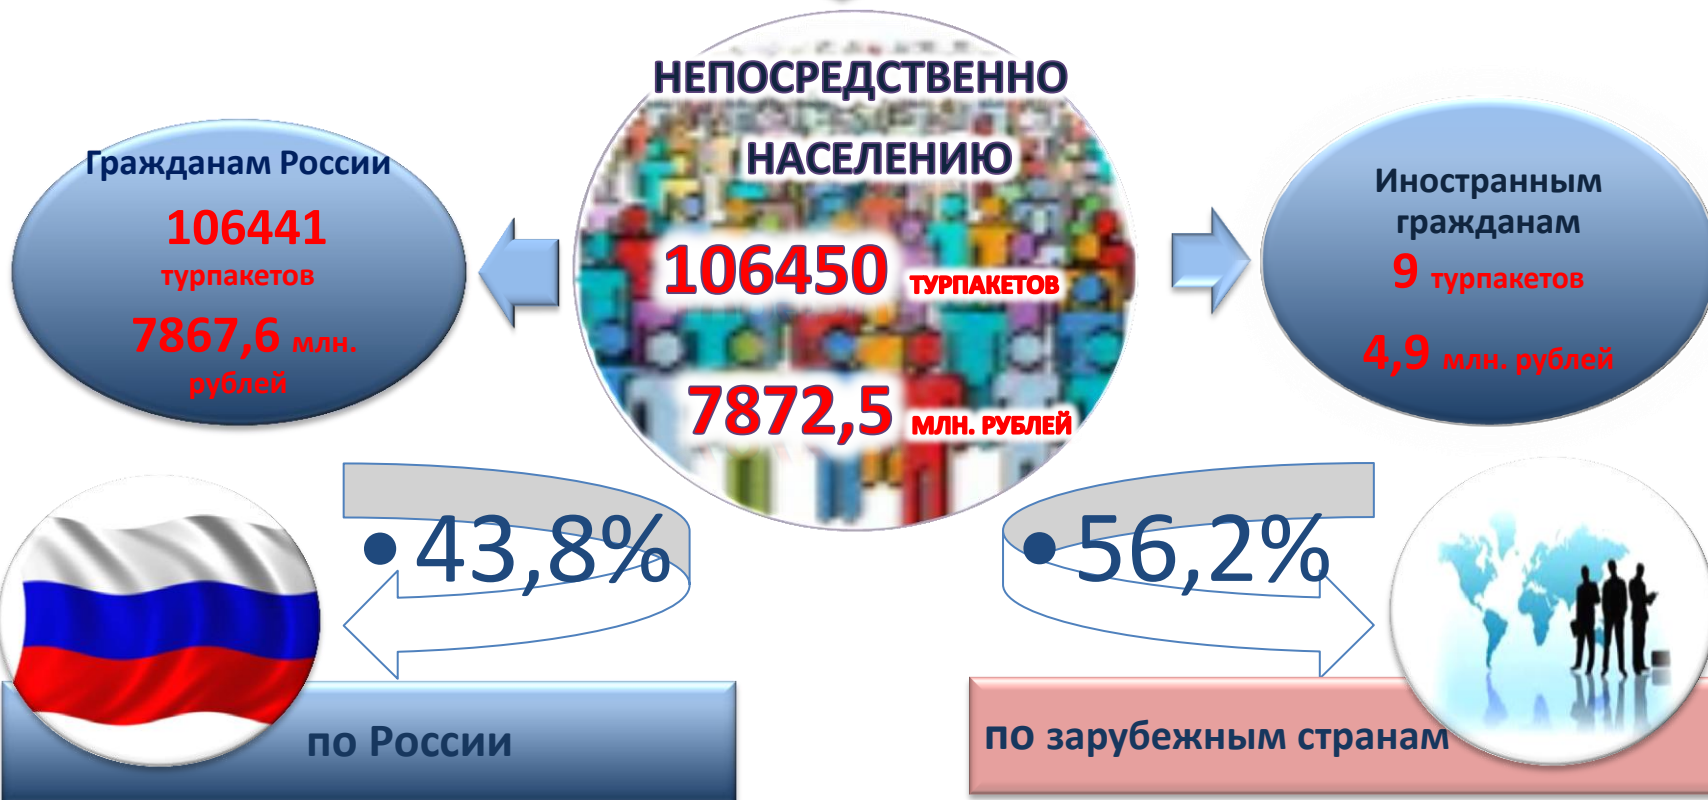 НЕПОСРЕДСТВЕННО
НАСЕЛЕНИЮ
106450 ТУРПАКЕТОВ
7872,5 МЛН. РУБЛЕЙ
Гражданам России
106441
турпакетов
7867,6 млн.
рублей
Иностранным
гражданам
9 турпакетов
4,9 млн. рублей
• 43,8%
• 56,2%
по России
по зарубежным странам